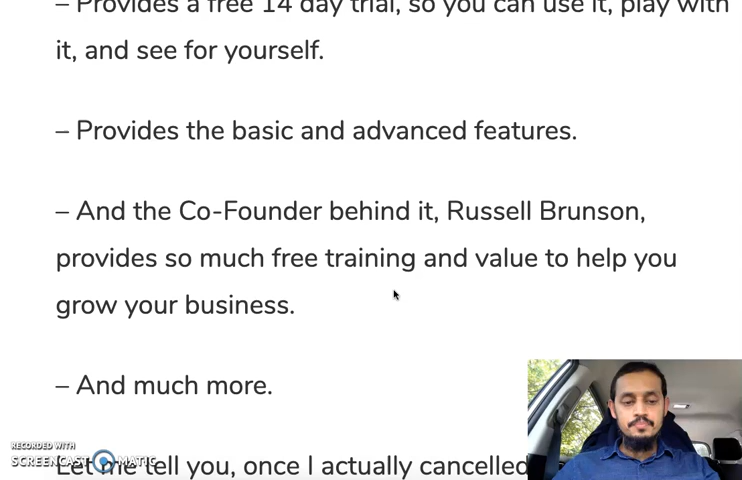 – Provides a free 14 day trial, so you can use it, play with
it, and see for yourself.
– Provides the basic and advanced features.
– And the Co-Founder behind it, Russell Brunson,
provides so much free training and value to help you
grow your business.
– And much more.
RECORDED WITH
SCREENCAST-O-MATIC
Let me tell you, once I actually cancelled